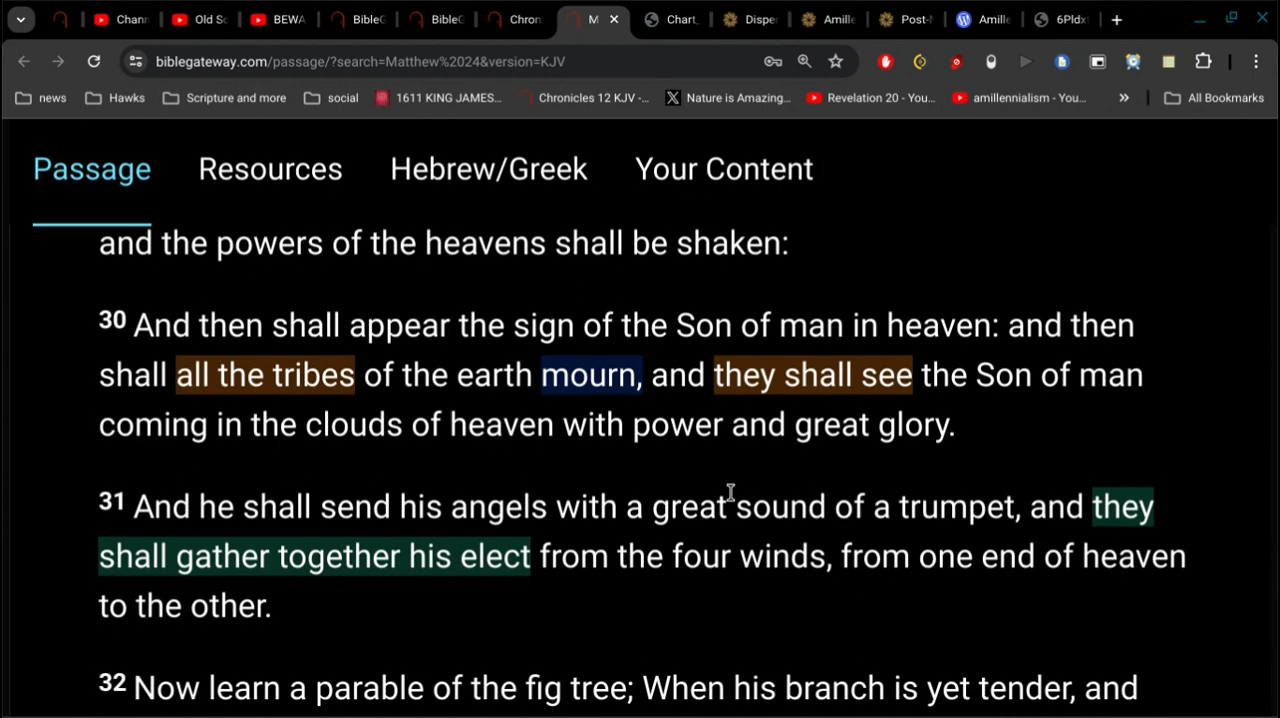 Chann
Old Sc
BEWA
BibleG
BibleG
Chron
M
Chart_
Disper
Amille
Post-M
Amille
6Pldx
biblegateway.com/passage/?search=Matthew%2024&version=KJV
news
Hawks
Scripture and more
social
1611 KING JAMES...
Chronicles 12 KJV -...
Nature is Amazing...
Revelation 20 - You...
amillennialism - You...
All Bookmarks
Passage Resources Hebrew/Greek Your Content
and the powers of the heavens shall be shaken:
30 And then shall appear the sign of the Son of man in heaven: and then
shall all the tribes of the earth mourn, and they shall see the Son of man
coming in the clouds of heaven with power and great glory.
31 And he shall send his angels with a great sound of a trumpet, and they
shall gather together his elect from the four winds, from one end of heaven
to the other.
32 Now learn a parable of the fig tree; When his branch is yet tender, and